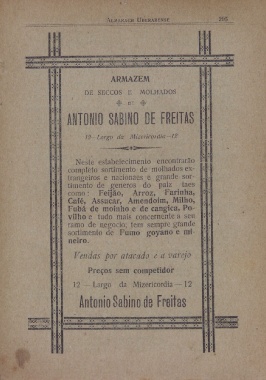 ALMANACH
ARMAZEM
DE SECCOS E MOLHADOS
DE
ANTONIO SABINO DE FREITAS
12—Largo da Misericordia—12
Neste estabelecimento encontrarão
completo sortimento de molhados ex-
trangeiros e nacionaes e grande sor-
timento de generos do paiz taes
como: Feijão, Arroz, Farinha,
Café, Assucar, Amendoim, Milho,
Fubá de moinho e de cangica, Po-
vilho e tudo mais concernente a seu
ramo de negocio; tem sempre grande
sortimento de Fumo goyano e mi-
neiro.
Vendas por atacado e a varejo
Preços sem competidor
12 — Largo da Misericordia — 12
Antonio Sabino de Freitas